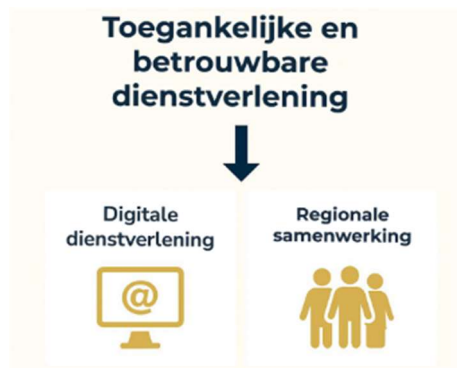 Toegankelijke en
betrouwbare
dienstverlening
Digitale
dienstverlening
Regionale
samenwerking
@